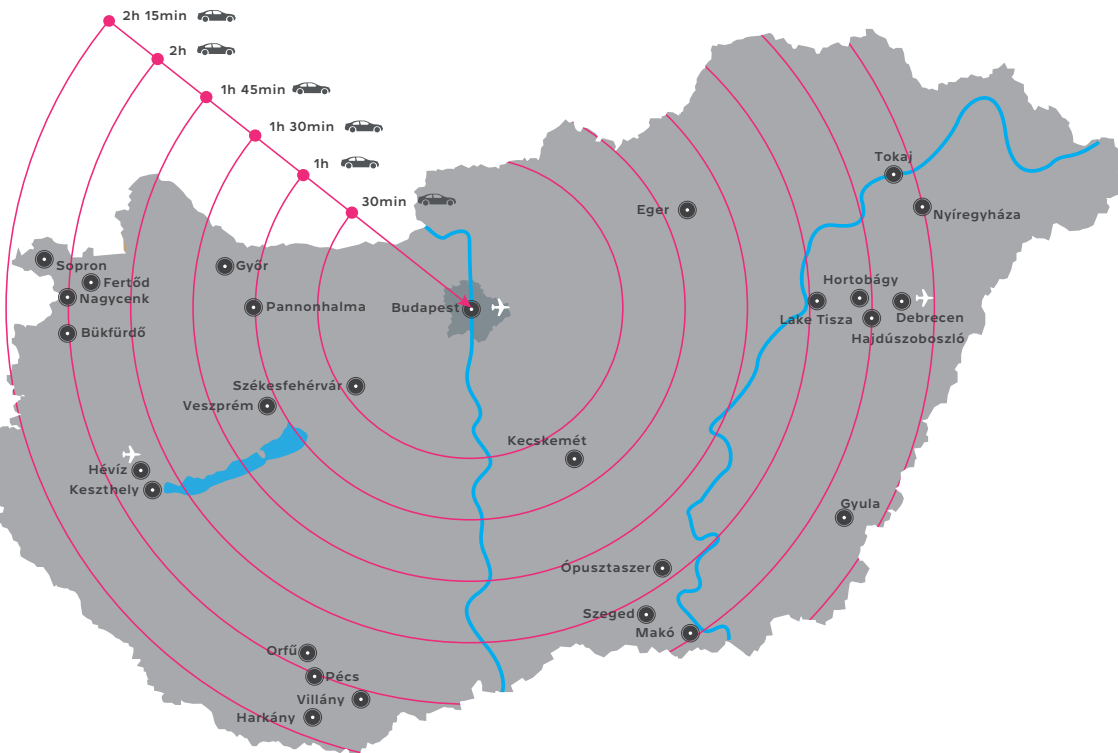 2h 15min
2h
1h 45min
1h 30min
1h
30min
Tokaj
Eger
Nyíregyháza
Sopron
Győr
Fertőd
Nagycenk
Hortobágy
Pannonhalma
Budapest
Lake Tisza
Debrecen
Bükfürdő
Hajdúszoboszló
Székesfehérvár
Veszprém
Kecskemét
Hévíz
Keszthely
Gyula
Ópusztaszer
Szeged
Makó
Orfű
Pécs
Villány
Harkány